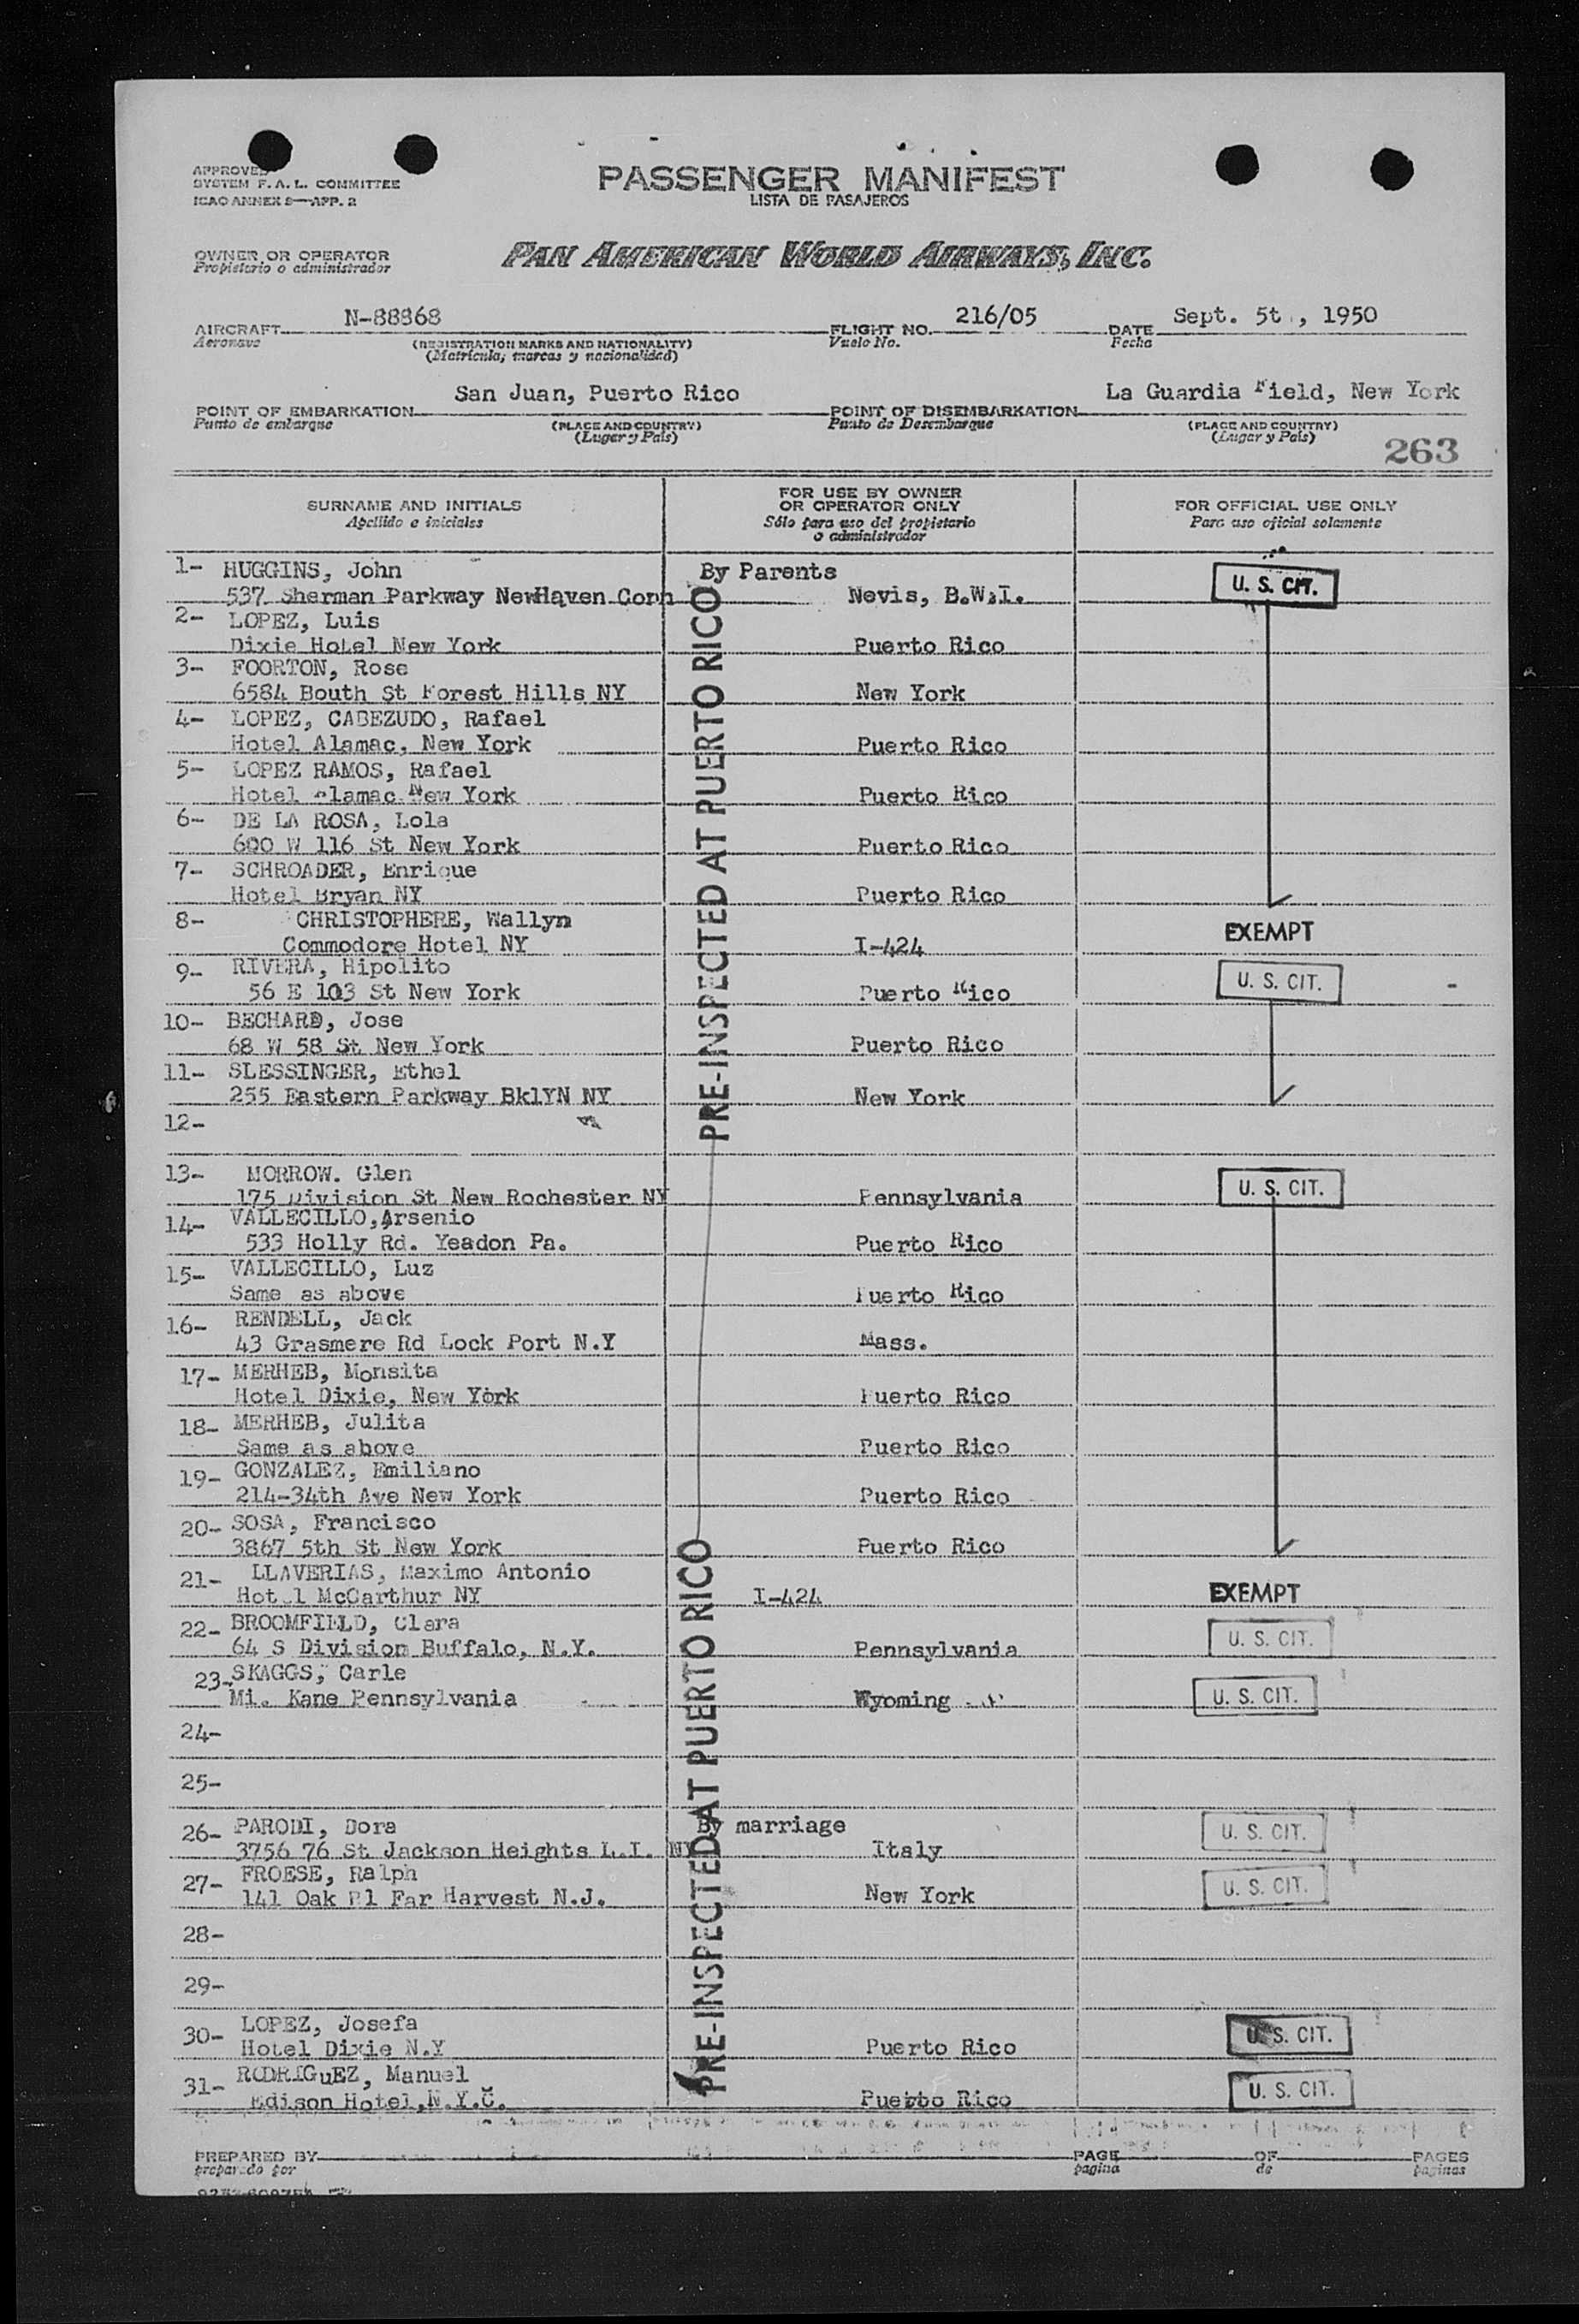 APPROVED
SYSTEM F. A. L. COMMITTEE
ICAO ANNEX 9—APP. 2
PASSENGER MANIFEST
LISTA DE PASAJEROS
OWNER OR OPERATOR
Propietario o administrador
PAN AMERICAN WORLD AIRWAYS, INC.
AIRCRAFT N-88868 FLIGHT NO. 216/05 DATE Sept. 5t , 1950
Aeronave (REGISTRATION MARKS AND NATIONALITY) Vuelo No. Fecha
(Matrícula, marcas y nacionalidad)
POINT OF EMBARKATION San Juan, Puerto Rico POINT OF DISEMBARKATION La Guardia Field, New York
Punto de embarque (PLACE AND COUNTRY) Punto de Desembarque (PLACE AND COUNTRY)
(Lugar y País) (Lugar y País)
263
SURNAME AND INITIALS FOR USE BY OWNER OR OPERATOR ONLY FOR OFFICIAL USE ONLY
Apellido e iniciales Sólo para uso del propietario o administrador Para uso oficial solamente
PRE-INSPECTED AT PUERTO RICO
1- HUGGINS, John By Parents U. S. CIT.
537 Sherman Parkway NewHaven Conn Nevis, B.W.I.
2- LOPEZ, Luis
Dixie Hotel New York Puerto Rico
3- FOORTON, Rose
6584 Bouth St Forest Hills NY New York
4- LOPEZ, CABEZUDO, Rafael
Hotel Alamac, New York Puerto Rico
5- LOPEZ RAMOS, Rafael
Hotel Alamac New York Puerto Rico
6- DE LA ROSA, Lola
600 W 116 St New York Puerto Rico
7- SCHROADER, Enrique
Hotel Bryan NY Puerto Rico
8- CHRISTOPHERE, Wallyn EXEMPT
Commodore Hotel NY I-424
9- RIVERA, Hipolito U. S. CIT.
56 E 103 St New York Puerto Rico
10- BECHARD, Jose
68 W 58 St New York Puerto Rico
11- SLESSINGER, Ethel
255 Eastern Parkway BklYN NY New York
12-
13- MORROW. Glen U. S. CIT.
175 Division St New Rochester NY Pennsylvania
14- VALLECILLO,Arsenio
533 Holly Rd. Yeadon Pa. Puerto Rico
15- VALLECILLO, Luz
Same as above Puerto Rico
16- RENDELL, Jack
43 Grasmere Rd Lock Port N.Y Mass.
17- MERHEB, Monsita
Hotel Dixie, New York Puerto Rico
18- MERHEB, Julita
Same as above Puerto Rico
19- GONZALEZ, Emiliano
214-34th Ave New York Puerto Rico
20- SOSA, Francisco
3867 5th St New York Puerto Rico
21- LLAVERIAS, Maximo Antonio EXEMPT
Hotel McCarthur NY I-424
PRE-INSPECTED AT PUERTO RICO
22- BROOMFIELD, Clara U. S. CIT.
64 S Division Buffalo, N.Y. Pennsylvania
23- SKAGGS, Carle U. S. CIT.
Mi. Kane Pennsylvania Wyoming
24-
25-
26- PARODI, Dora By marriage U. S. CIT.
3756 76 St Jackson Heights L.I. NY Italy
27- FROESE, Ralph U. S. CIT.
141 Oak Pl Far Harvest N.J. New York
28-
29-
30- LOPEZ, Josefa U. S. CIT.
Hotel Dixie N.Y Puerto Rico
31- RODRIGuEZ, Manuel U. S. CIT.
Edison Hotel,N.Y.C. Puerto Rico
PREPARED BY PAGE OF PAGES
preparado por pagina de paginas